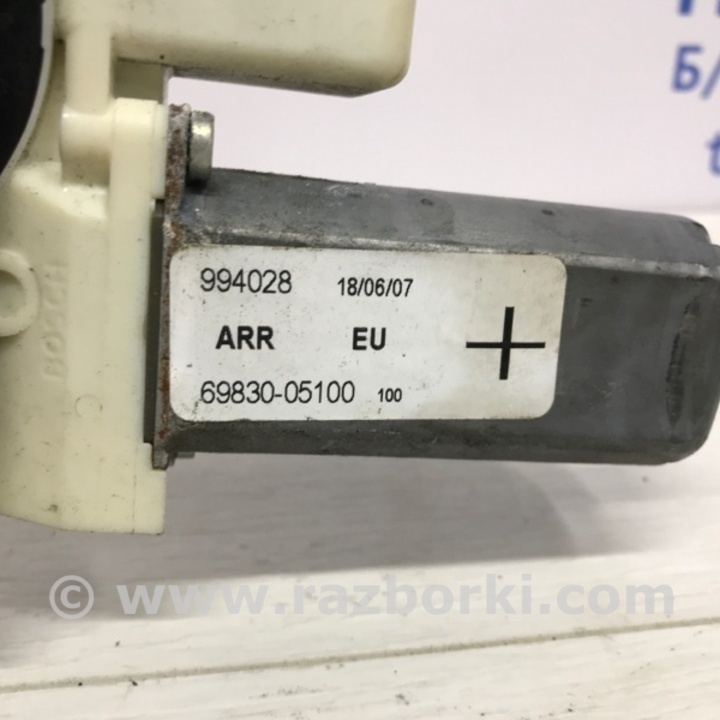 Б/
994028 18/06/07
ARR EU
69830-05100 100
BOSCH
© www.razborki.com